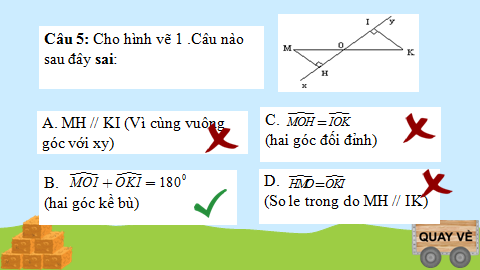 Câu 5: Cho hình vẽ 1 .Câu nào
sau đây sai:
I
y
M
O
K
H
x
A. MH // KI (Vì cùng vuông
góc với xy)
C. \widehat{MOH} = \widehat{IOK}
(hai góc đối đỉnh)
B. \widehat{MOI} + \widehat{OKI} = 180⁰
(hai góc kề bù)
D. \widehat{HMO} = \widehat{OKI}
(So le trong do MH // IK)
QUAY VỀ